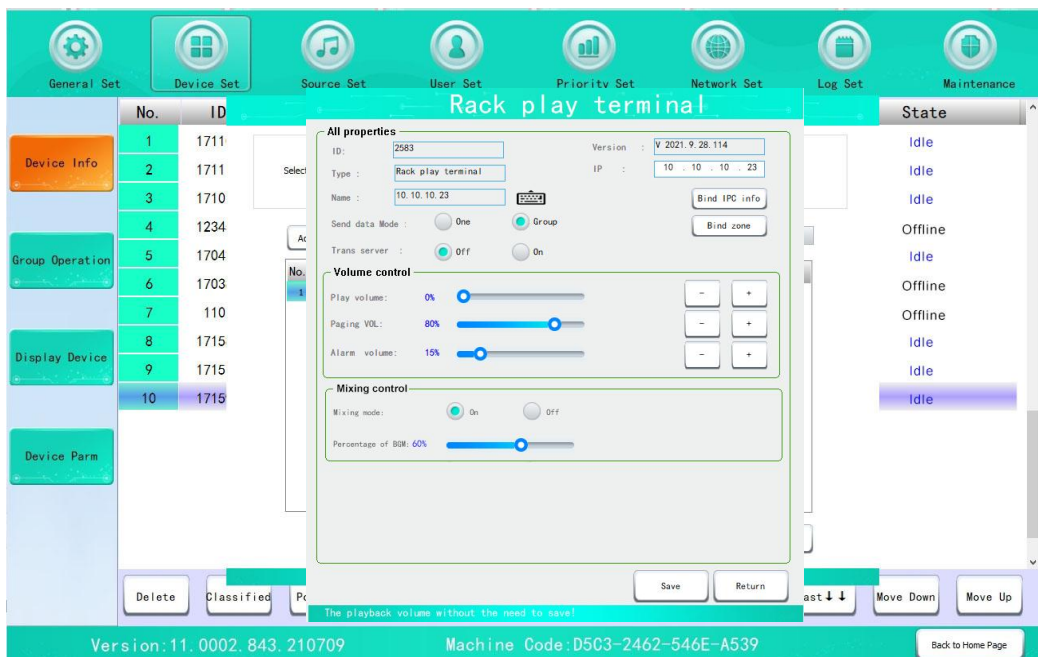 General Set Device Set Source Set User Set Priority Set Network Set Log Set Maintenance
No. ID State
Rack play terminal
Device Info
Group Operation
Display Device
Device Parm
1 1711 Idle
2 1711 Idle
3 1710 Idle
4 1234 Offline
5 1704 Idle
6 1703 Offline
7 110 Offline
8 1715 Idle
9 1715 Idle
10 1715 Idle
Select
No.
1
All properties
ID: 2583 Version : V 2021.9.28.114
Type : Rack play terminal IP : 10 . 10 . 10 . 23
Name : 10.10.10.23 Bind IPC info
Send data Mode : One Group Bind zone
Trans server : Off On
Volume control
Play volume: 0% - +
Paging VOL: 80% - +
Alarm volume: 15% - +
Mixing control
Mixing mode: On Off
Percentage of BGM: 60%
Save Return
The playback volume without the need to save!
Delete Classified Po ast↓↓ Move Down Move Up
Version:11.0002.843.210709 Machine Code:D5C3-2462-546E-A539 Back to Home Page